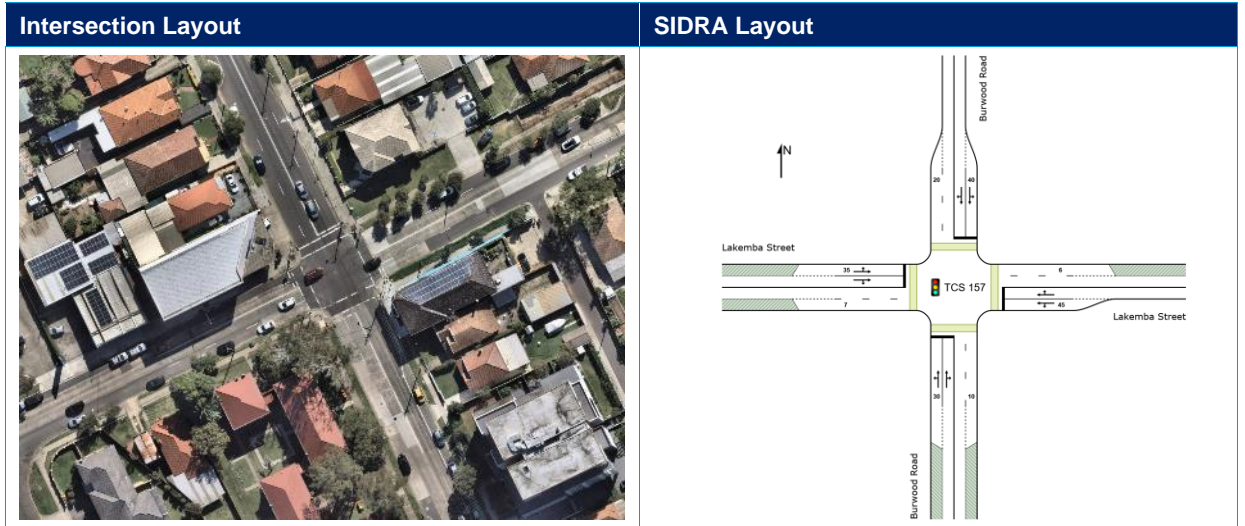 Intersection Layout
SIDRA Layout
Burwood Road
N
20
40
Lakemba Street
35
6
TCS 157
7
45
Lakemba Street
30
10
Burwood Road